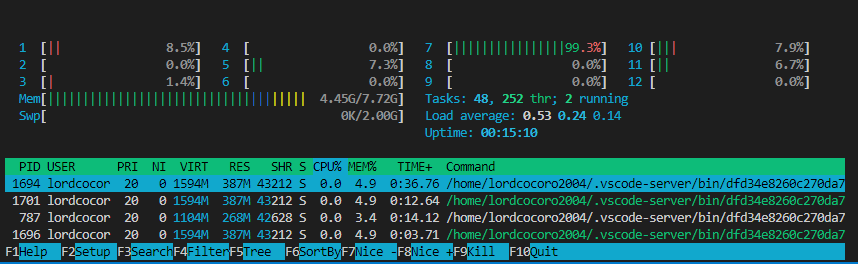 1 [|| 8.5%] 4 [ 0.0%] 7 [||||||||||||||||99.3%] 10 [||| 7.9%]
2 [ 0.0%] 5 [|| 7.3%] 8 [ 0.0%] 11 [|| 6.7%]
3 [| 1.4%] 6 [ 0.0%] 9 [ 0.0%] 12 [ 0.0%]
Mem[||||||||||||||||||||||||||||||||||||| 4.45G/7.72G] Tasks: 48, 252 thr; 2 running
Swp[ 0K/2.00G] Load average: 0.53 0.24 0.14
Uptime: 00:15:10
PID USER PRI NI VIRT RES SHR S CPU% MEM% TIME+ Command
1694 lordcocor 20 0 1594M 387M 43212 S 0.0 4.9 0:36.76 /home/lordcocoro2004/.vscode-server/bin/dfd34e8260c270da7
1701 lordcocor 20 0 1594M 387M 43212 S 0.0 4.9 0:12.64 /home/lordcocoro2004/.vscode-server/bin/dfd34e8260c270da7
787 lordcocor 20 0 1104M 268M 42628 S 0.0 3.4 0:14.12 /home/lordcocoro2004/.vscode-server/bin/dfd34e8260c270da7
1696 lordcocor 20 0 1594M 387M 43212 S 0.0 4.9 0:03.71 /home/lordcocoro2004/.vscode-server/bin/dfd34e8260c270da7
F1Help F2Setup F3SearchF4FilterF5Tree F6SortByF7Nice -F8Nice +F9Kill F10Quit